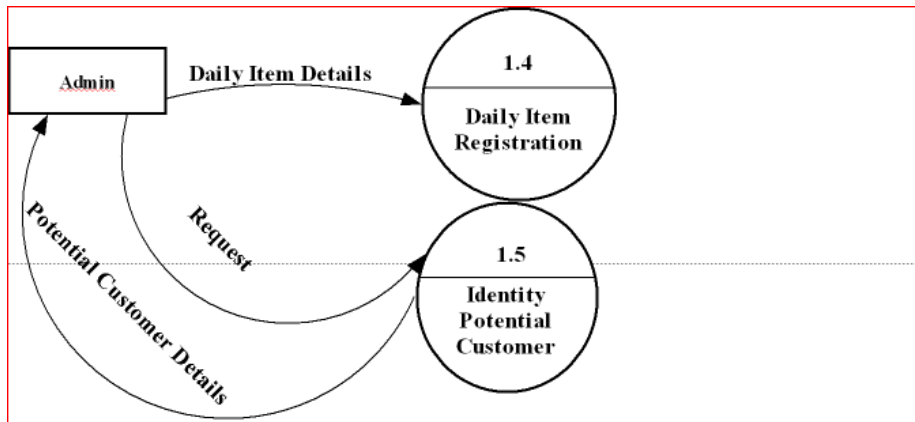 Admin
Daily Item Details
1.4
Daily Item
Registration
Request
Potential Customer Details
1.5
Identity
Potential
Customer